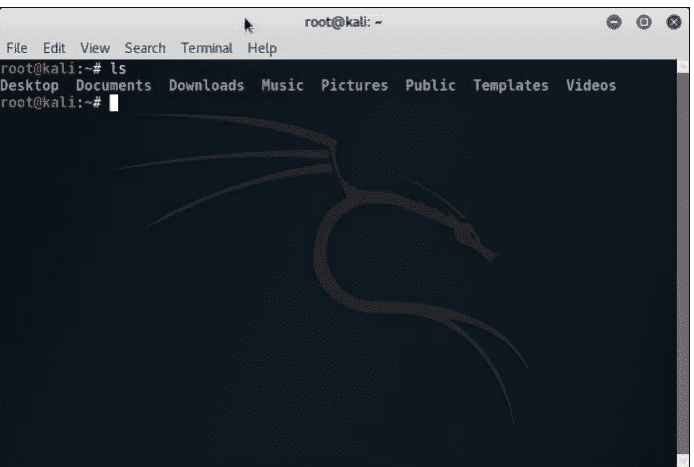 root@kali: ~
File Edit View Search Terminal Help
root@kali:~# ls
Desktop Documents Downloads Music Pictures Public Templates Videos
root@kali:~#